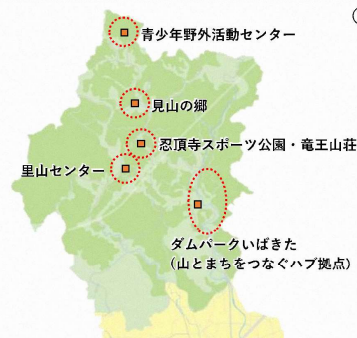 青少年野外活動センター
見山の郷
忍頂寺スポーツ公園・竜王山荘
里山センター
ダムパークいばきた
(山とまちをつなぐハブ拠点)